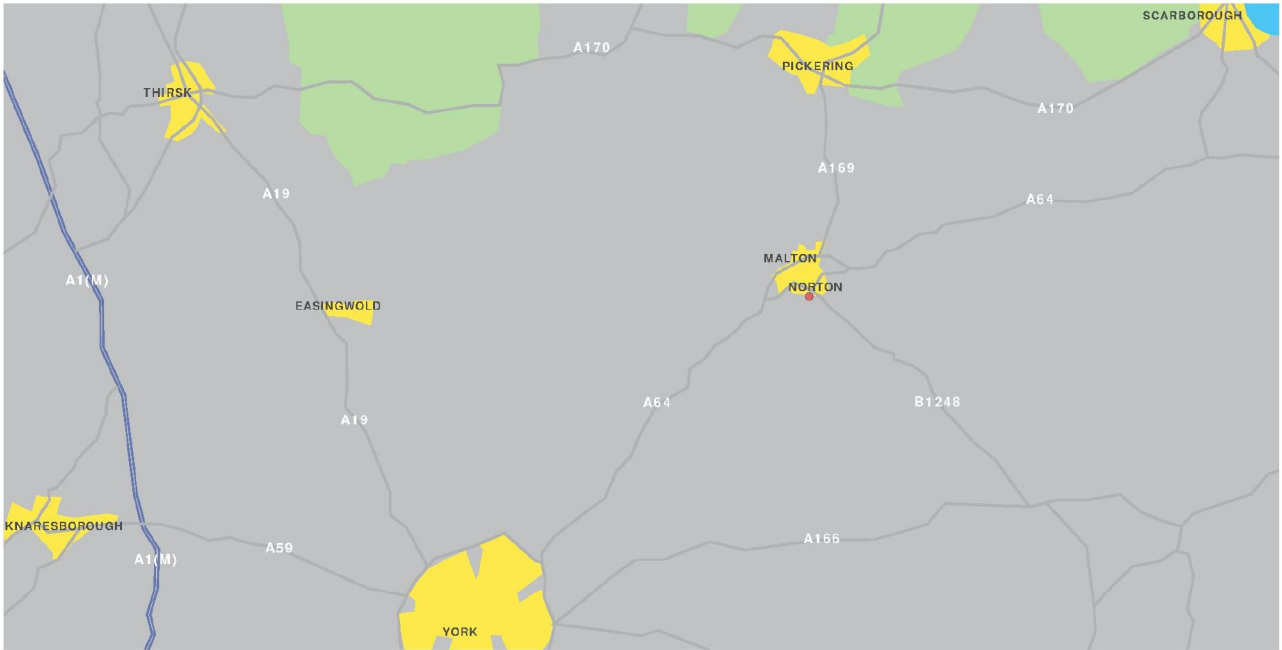 SCARBOROUGH
A170
PICKERING
THIRSK
A170
A169
A19
A64
MALTON
A1(M)
NORTON
EASINGWOLD
A64
B1248
A19
KNARESBOROUGH
A166
A59
A1(M)
YORK